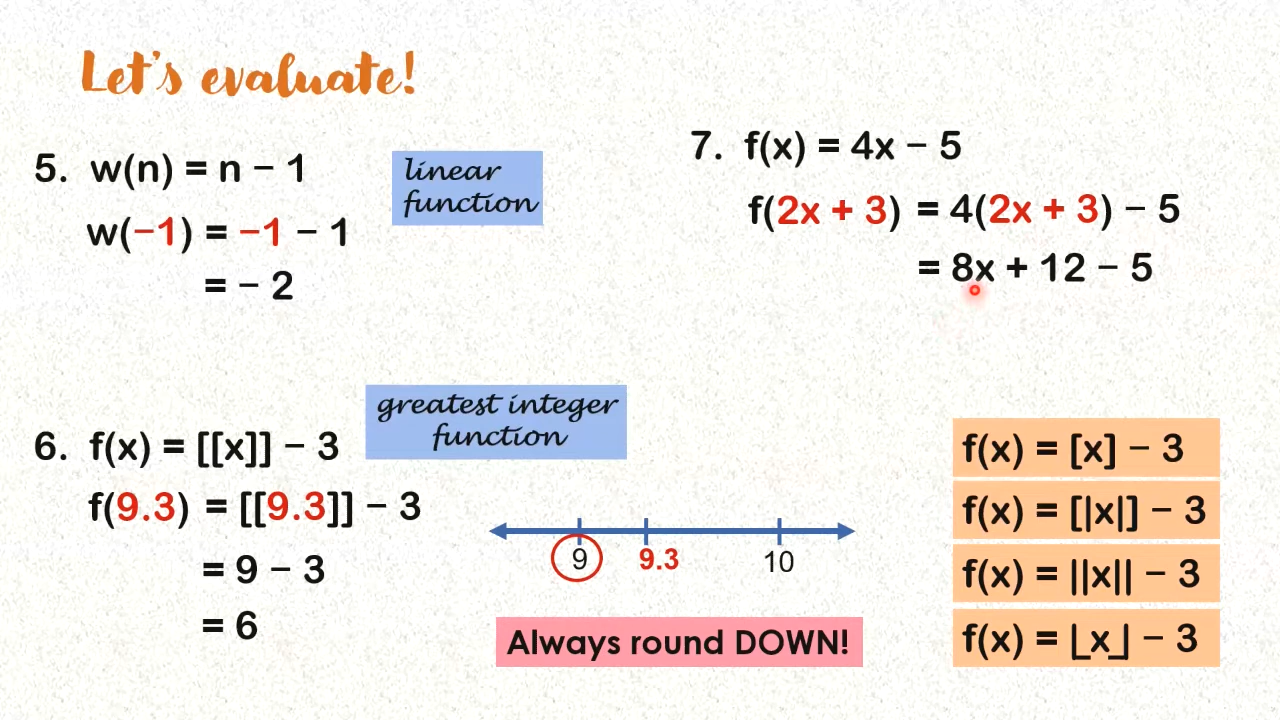 Let's evaluate!
5. w(n) = n − 1
w(−1) = −1 − 1
= − 2
linear
function
7. f(x) = 4x − 5
f(2x + 3) = 4(2x + 3) − 5
= 8x + 12 − 5
greatest integer
function
6. f(x) = [[x]] − 3
f(9.3) = [[9.3]] − 3
= 9 − 3
= 6
9 9.3 10
Always round DOWN!
f(x) = [x] − 3
f(x) = [|x|] − 3
f(x) = ||x|| − 3
f(x) = ⌊x⌋ − 3